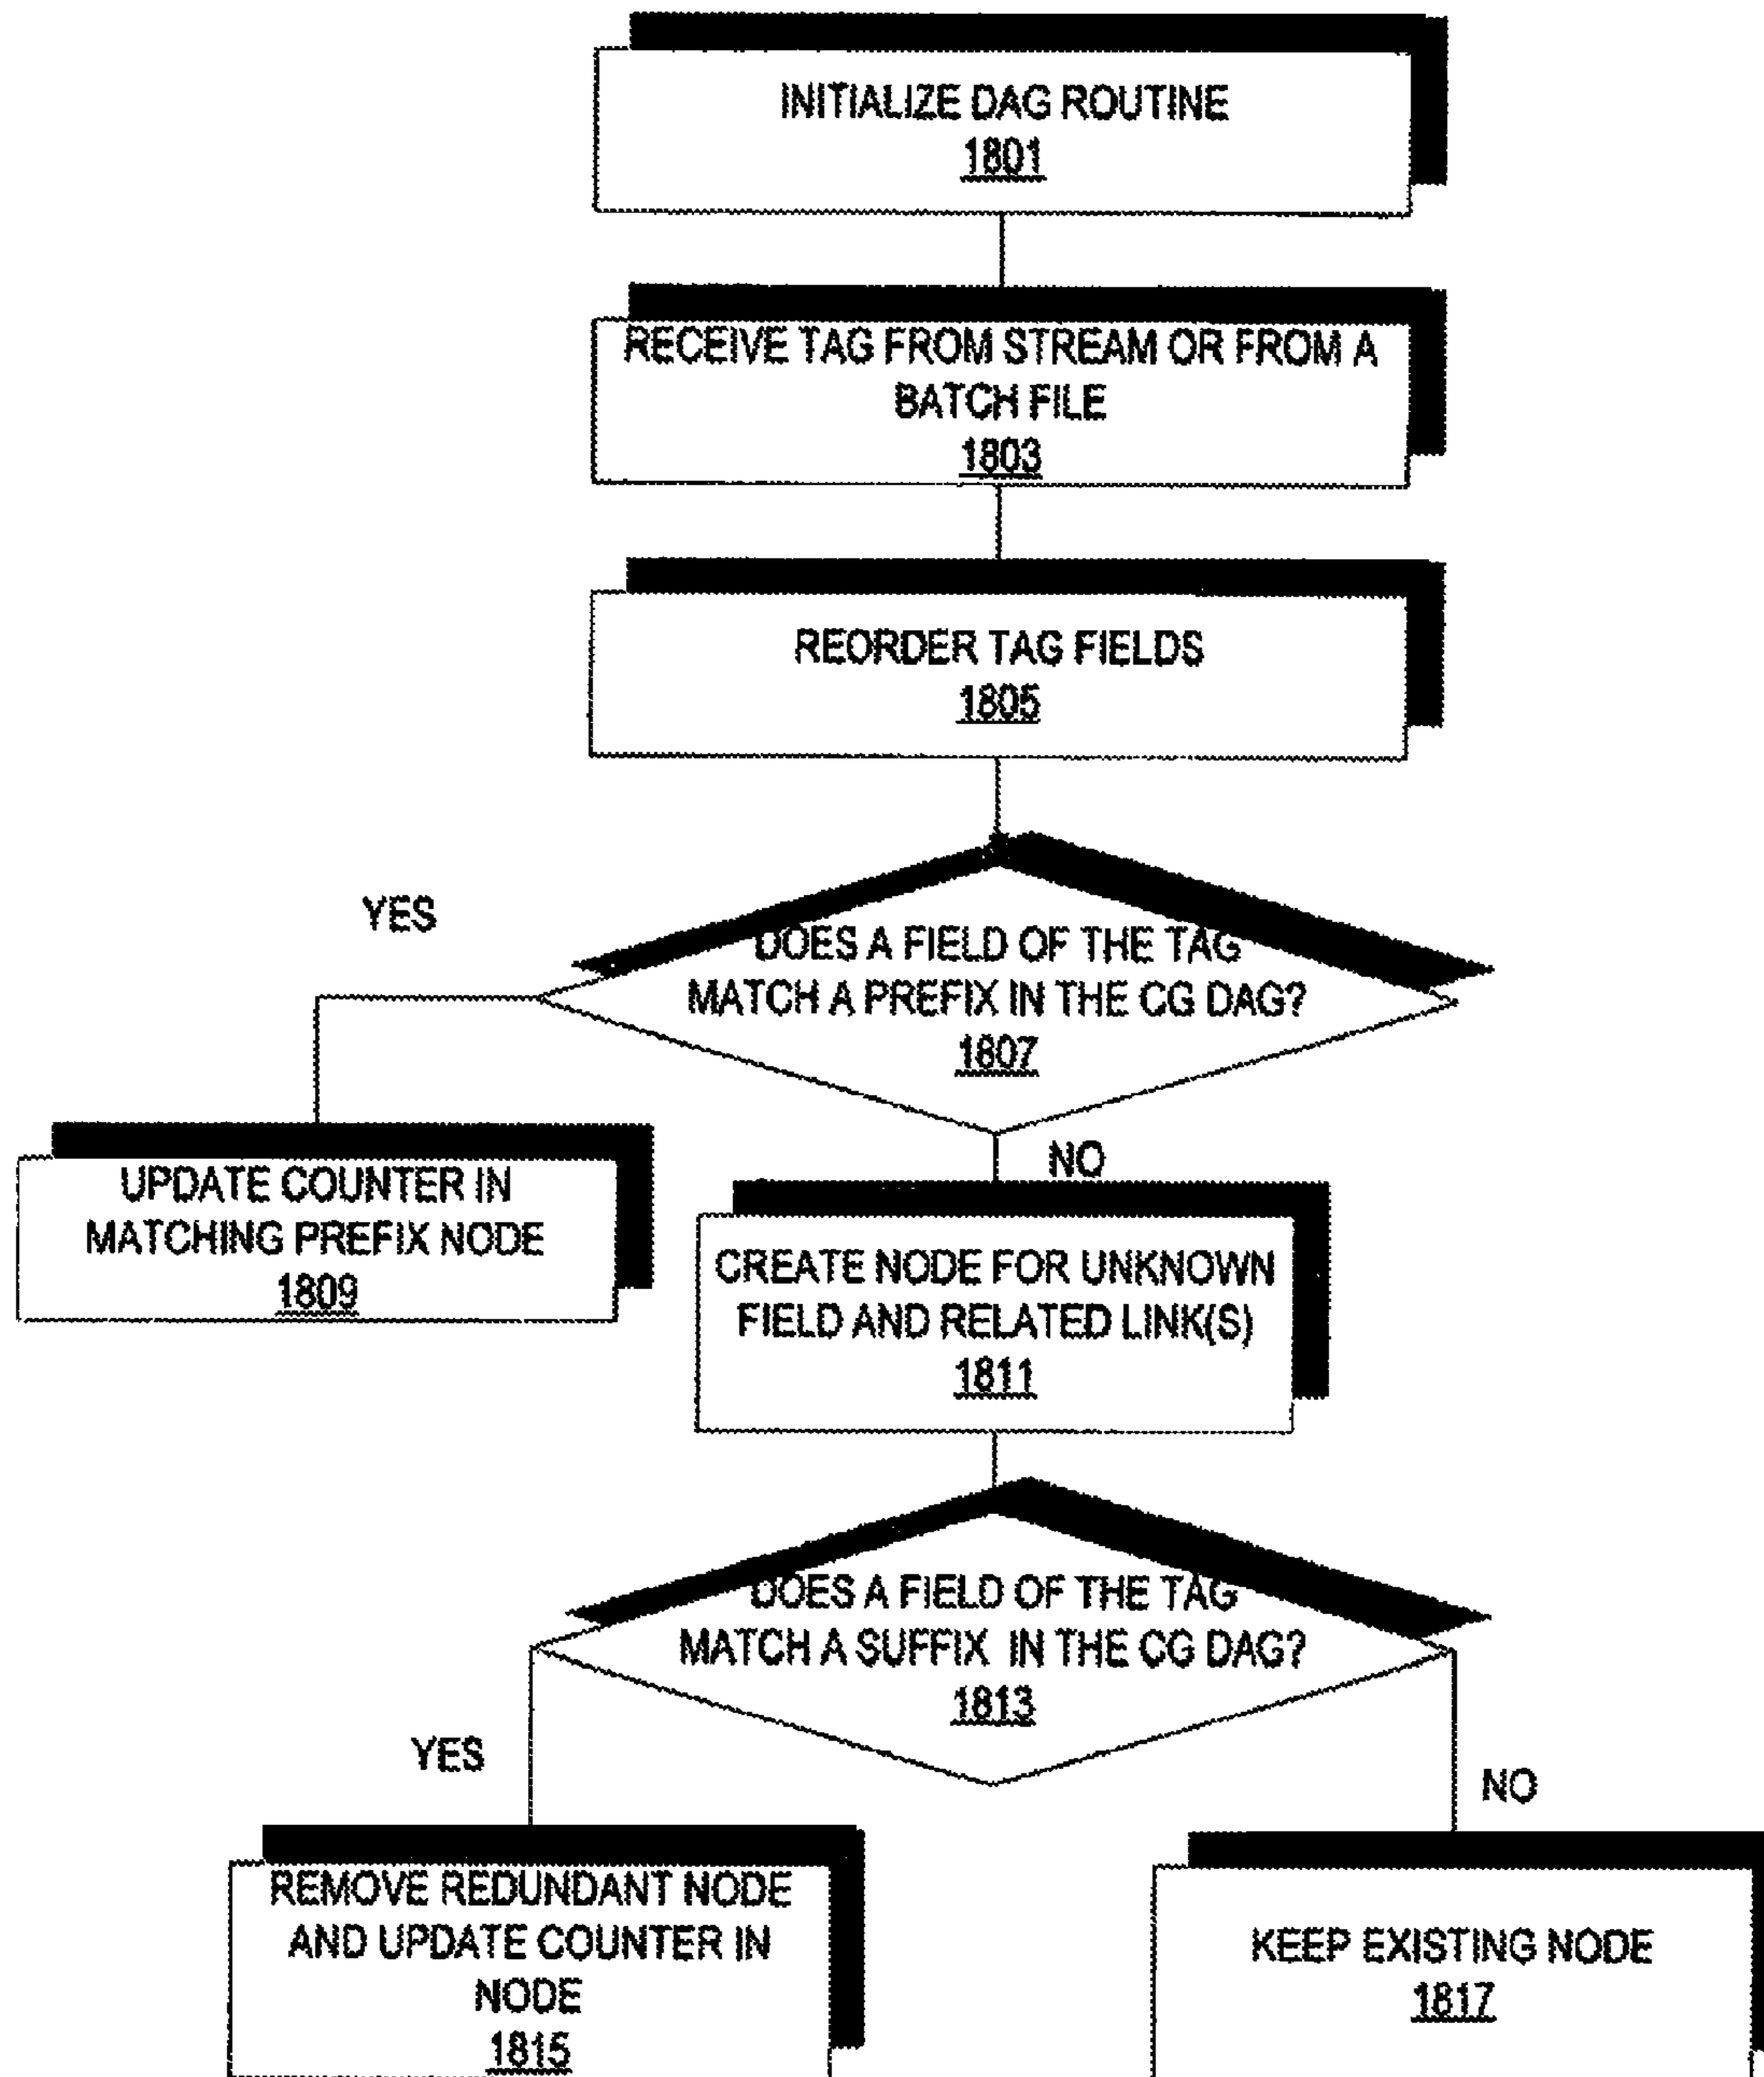 INITIALIZE DAG ROUTINE
1801
RECEIVE TAG FROM STREAM OR FROM A
BATCH FILE
1803
REORDER TAG FIELDS
1805
YES
DOES A FIELD OF THE TAG
MATCH A PREFIX IN THE CG DAG?
1807
UPDATE COUNTER IN
MATCHING PREFIX NODE
1809
NO
CREATE NODE FOR UNKNOWN
FIELD AND RELATED LINK(S)
1811
DOES A FIELD OF THE TAG
MATCH A SUFFIX IN THE CG DAG?
1813
YES
NO
REMOVE REDUNDANT NODE
AND UPDATE COUNTER IN
NODE
1815
KEEP EXISTING NODE
1817